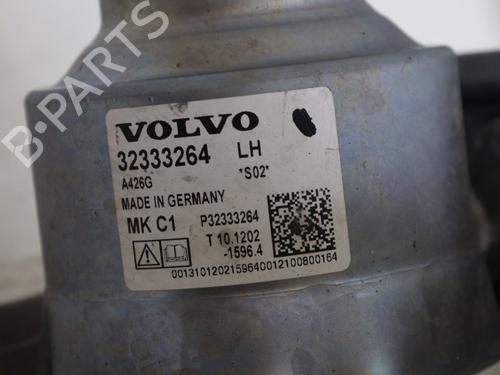 B-PARTS
VOLVO
32333264 LH
A426G *S02*
MADE IN GERMANY
MK C1 P32333264
T 10.1202
-1596.4
0013101202159640012100800164